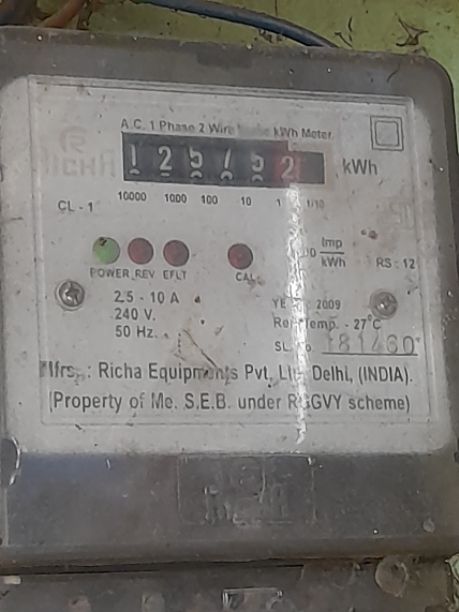 RICHA
A.C. 1 Phase 2 Wire kWh Meter.
125752 kWh
10000 1000 100 10 1 1/10
CL - 1
Imp
kWh
RS : 12
POWER REV EFLT CAL
2.5 - 10 A
240 V.
50 Hz.
2009
Temp. - 27°C
181460
Mfrs. : Richa Equipments Pvt. Delhi, (INDIA).
(Property of Me. S.E.B. under RGGVY scheme)